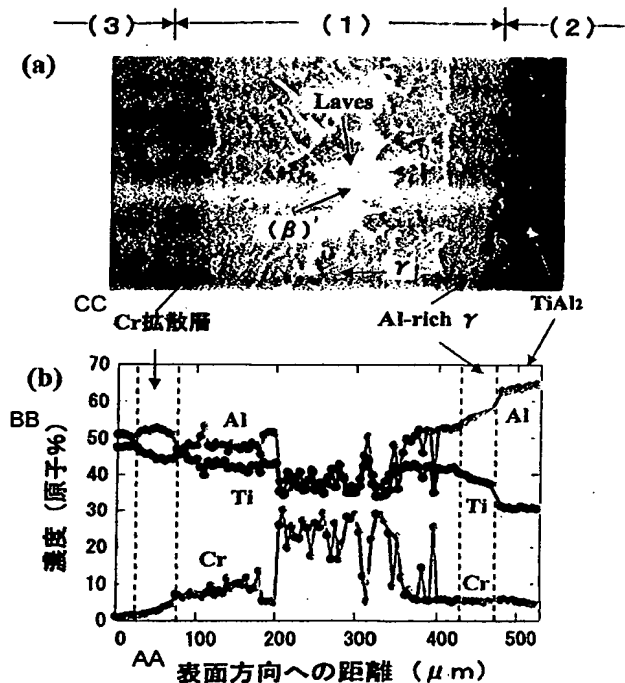 (3) (1) (2)
(a)
Laves
(β)'
γ
CC
Cr拡散層 Al-rich γ TiAl2
(b)
BB
濃度 (原子%)
70
60
50
40
30
20
10
0
Al Al
Ti Ti
Cr Cr
0 100 200 300 400 500
AA
表面方向への距離 (μm)